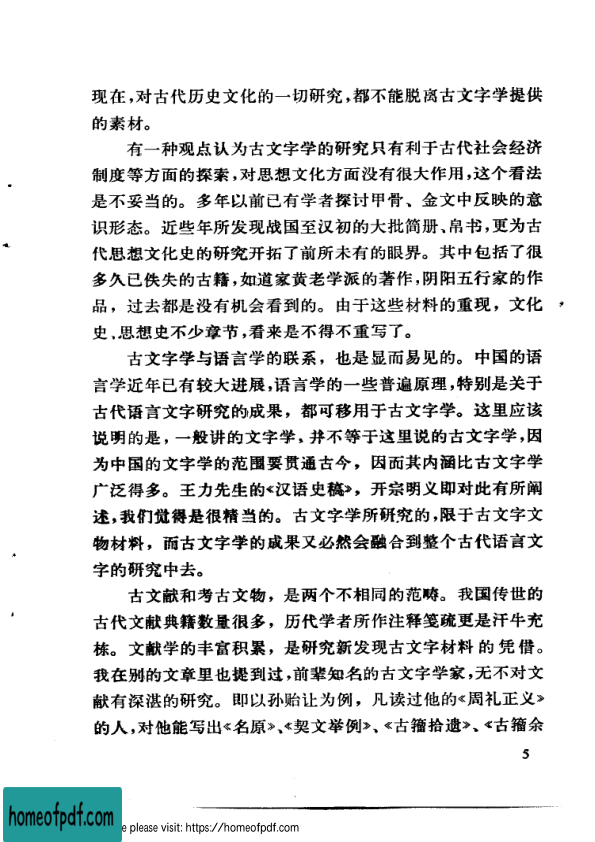 现在，对古代历史文化的一切研究，都不能脱离古文字学提供
的素材。
有一种观点认为古文字学的研究只有利于古代社会经济
制度等方面的探索，对思想文化方面没有很大作用，这个看法
是不妥当的。多年以前已有学者探讨甲骨、金文中反映的意
识形态。近些年所发现战国至汉初的大批简册、帛书，更为古
代思想文化史的研究开拓了前所未有的眼界。其中包括了很
多久已佚失的古籍，如道家黄老学派的著作，阴阳五行家的作
品，过去都是没有机会看到的。由于这些材料的重现，文化
史、思想史不少章节，看来是不得不重写了。
古文字学与语言学的联系，也是显而易见的。中国的语
言学近年已有较大进展，语言学的一些普遍原理，特别是关于
古代语言文字研究的成果，都可移用于古文字学。这里应该
说明的是，一般讲的文字学，并不等于这里说的古文字学，因
为中国的文字学的范围要贯通古今，因而其内涵比古文字学
广泛得多。王力先生的《汉语史稿》，开宗明义即对此有所阐
述，我们觉得是很精当的。古文字学所研究的，限于古文字文
物材料，而古文字学的成果又必然会融合到整个古代语言文
字的研究中去。
古文献和考古文物，是两个不相同的范畴。我国传世的
古代文献典籍数量很多，历代学者所作注释笺疏更是汗牛充
栋。文献学的丰富积累，是研究新发现古文字材料的凭借。
我在别的文章里也提到过，前辈知名的古文字学家，无不对文
献有深湛的研究。即以孙贻让为例，凡读过他的《周礼正义》
的人，对他能写出《名原》、《契文举例》、《古籀拾遗》、《古籀余
5
homeofpdf.com
e please visit: https://homeofpdf.com